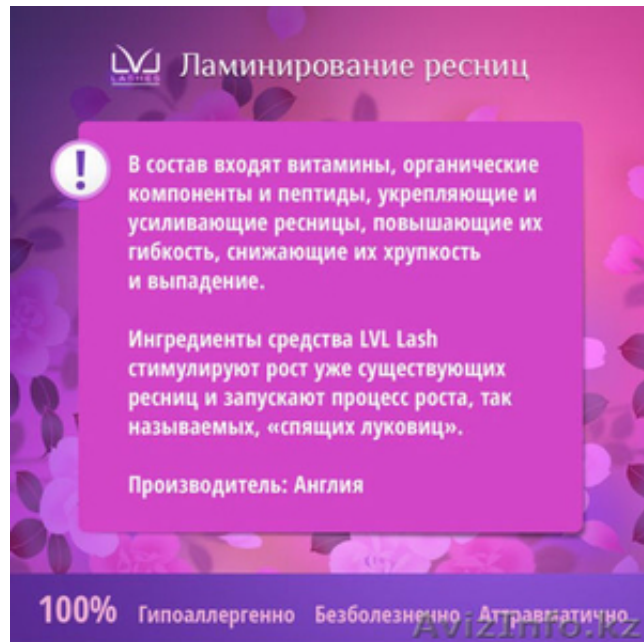 LVL Ламинирование ресниц
LASHES
!
В состав входят витамины, органические
компоненты и пептиды, укрепляющие и
усиливающие ресницы, повышающие их
гибкость, снижающие их хрупкость
и выпадение.
Ингредиенты средства LVL Lash
стимулируют рост уже существующих
ресниц и запускают процесс роста, так
называемых, «спящих луковиц».
Производитель: Англия
100% Гипоаллергенно Безболезненно Аттравматично
AvizInfo.kz